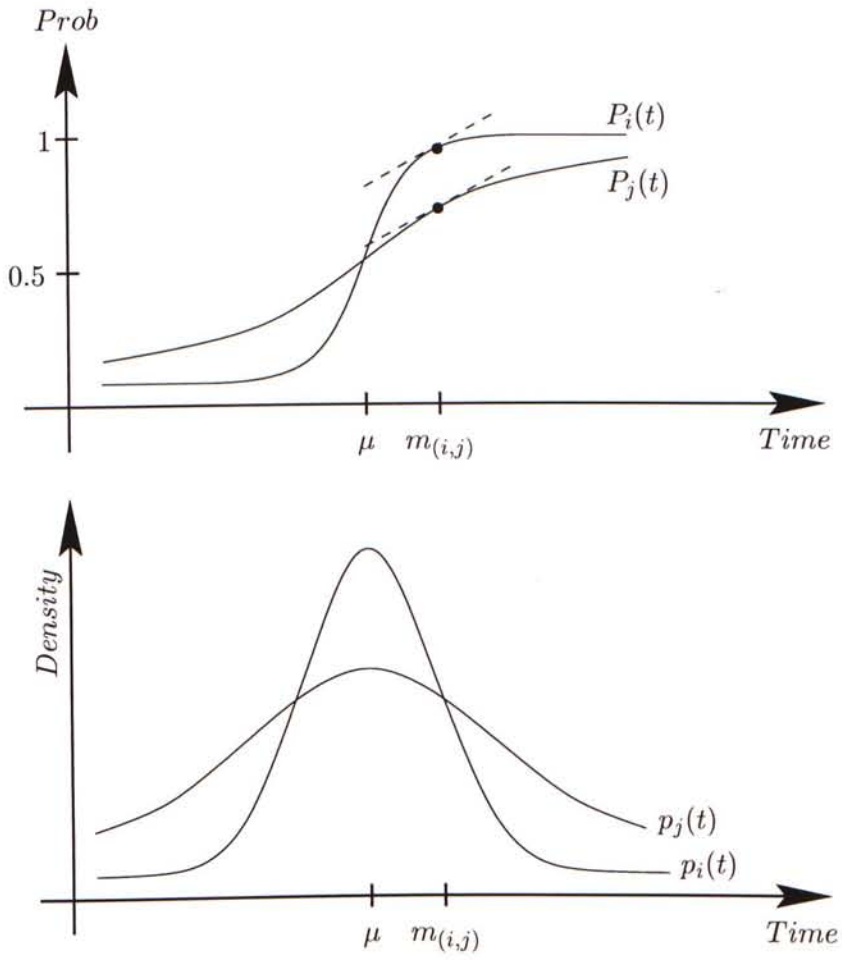 Prob
1
P_i(t)
P_j(t)
0.5
μ m_(i,j) Time
Density
p_j(t)
p_i(t)
μ m_(i,j) Time